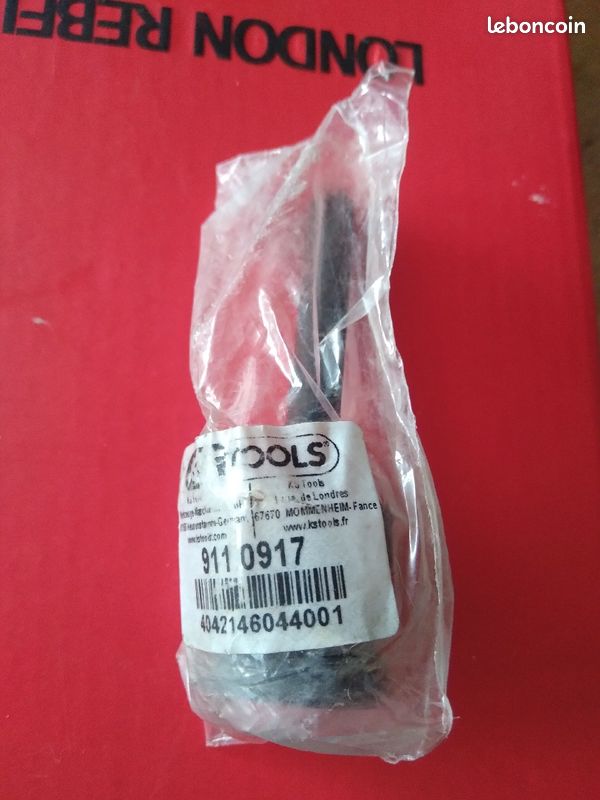 leboncoin
LONDON REBEL
TOOLS®
KS Tools
de Londres
67670 MOMMENHEIM-Fance
www.kstools.fr
911 0917
4042146044001